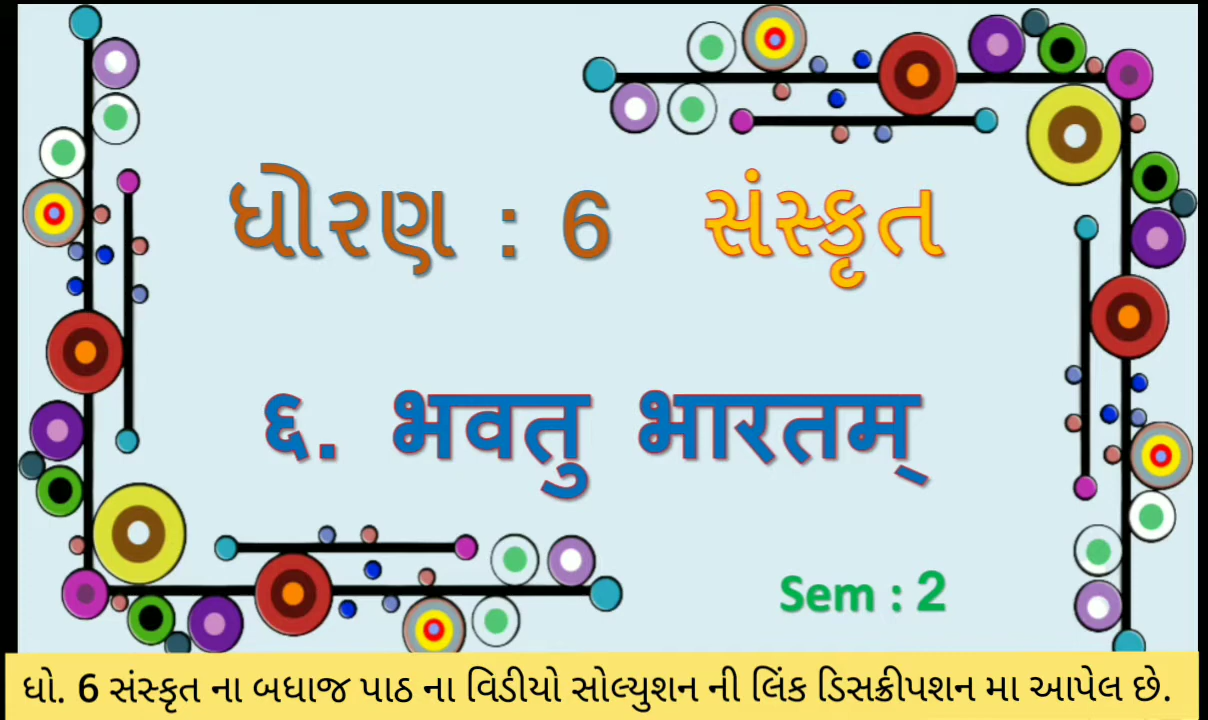 ધોરણ : 6 સંસ્કૃત
६. भवतु भारतम्
Sem : 2
ધો. 6 સંસ્કૃત ના બધાજ પાઠ ના વિડીયો સોલ્યુશન ની લિંક ડિસક્રીપશન મા આપેલ છે.